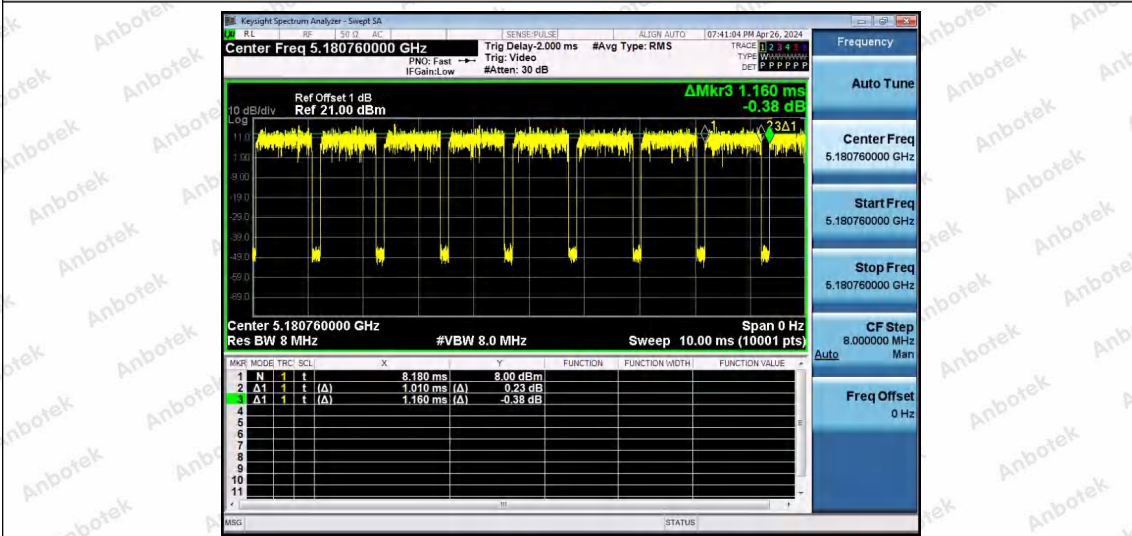 Keysight Spectrum Analyzer - Swept SA
RL RF 50 Ω AC SENSE:PULSE ALIGN AUTO 07:41:04 PM Apr 26, 2024
Center Freq 5.180760000 GHz
PNO: Fast
IFGain:Low
Trig Delay-2.000 ms
Trig: Video
#Atten: 30 dB
#Avg Type: RMS
TRACE 1 2 3 4 5 6
TYPE W
DET P P P P P P
ΔMkr3 1.160 ms
-0.38 dB
Ref Offset 1 dB
10 dB/div Ref 21.00 dBm
Log
11.0
1.00
-9.00
-19.0
-29.0
-39.0
-49.0
-59.0
-69.0
1
2 3Δ1
Center 5.180760000 GHz Span 0 Hz
Res BW 8 MHz #VBW 8.0 MHz Sweep 10.00 ms (10001 pts)
MKR MODE TRC SCL X Y FUNCTION FUNCTION WIDTH FUNCTION VALUE
1 N 1 t 8.180 ms 8.00 dBm
2 Δ1 1 t (Δ) 1.010 ms (Δ) 0.23 dB
3 Δ1 1 t (Δ) 1.160 ms (Δ) -0.38 dB
4
5
6
7
8
9
10
11
MSG STATUS
Frequency
Auto Tune
Center Freq
5.180760000 GHz
Start Freq
5.180760000 GHz
Stop Freq
5.180760000 GHz
CF Step
8.000000 MHz
Auto Man
Freq Offset
0 Hz
Anbotek